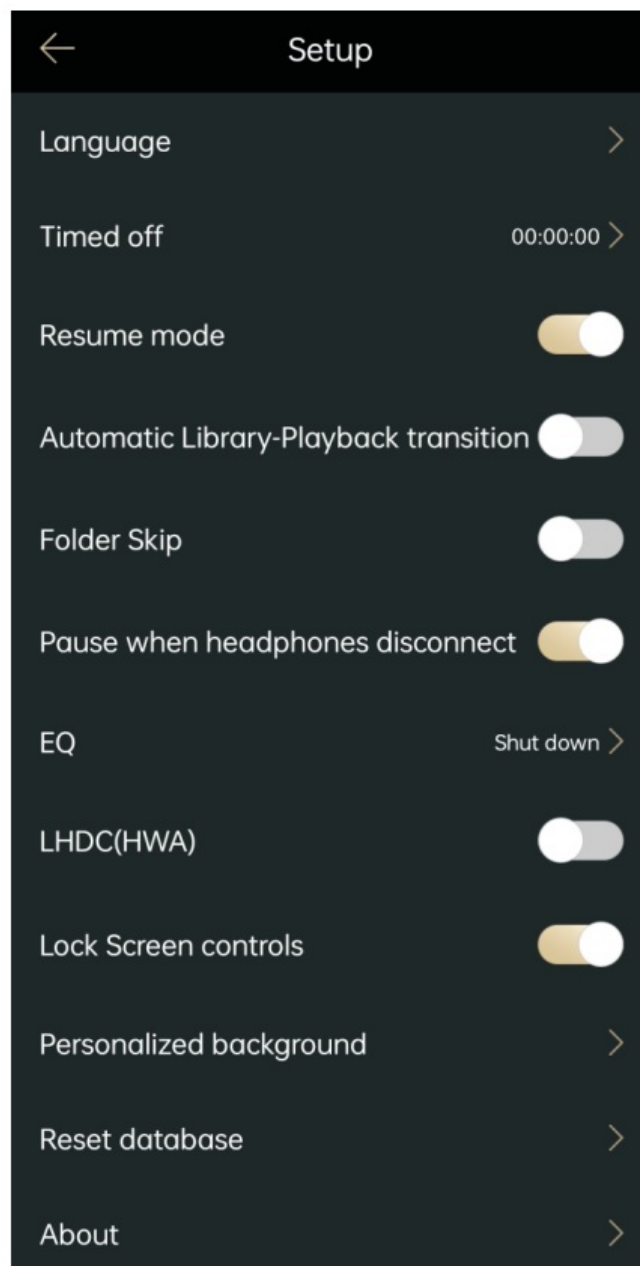 Setup
Language
Timed off 00:00:00
Resume mode
Automatic Library-Playback transition
Folder Skip
Pause when headphones disconnect
EQ Shut down
LHDC(HWA)
Lock Screen controls
Personalized background
Reset database
About